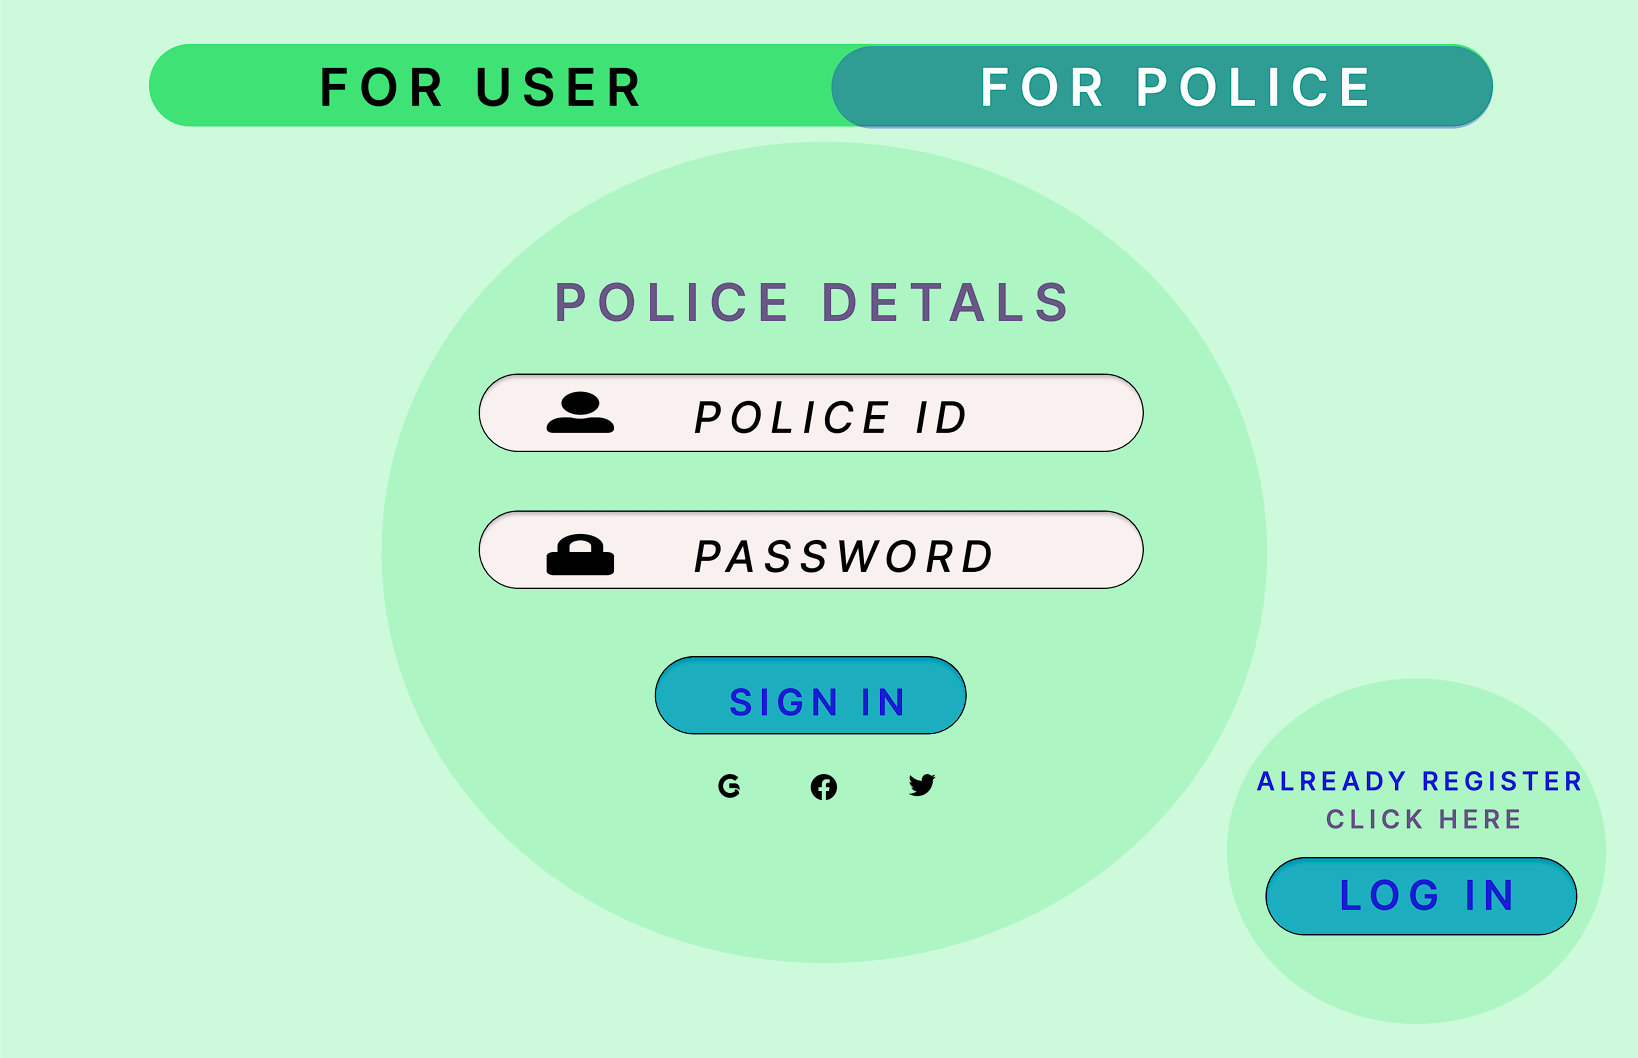 FOR USER
FOR POLICE
POLICE DETALS
POLICE ID
PASSWORD
SIGN IN
ALREADY REGISTER
CLICK HERE
LOG IN